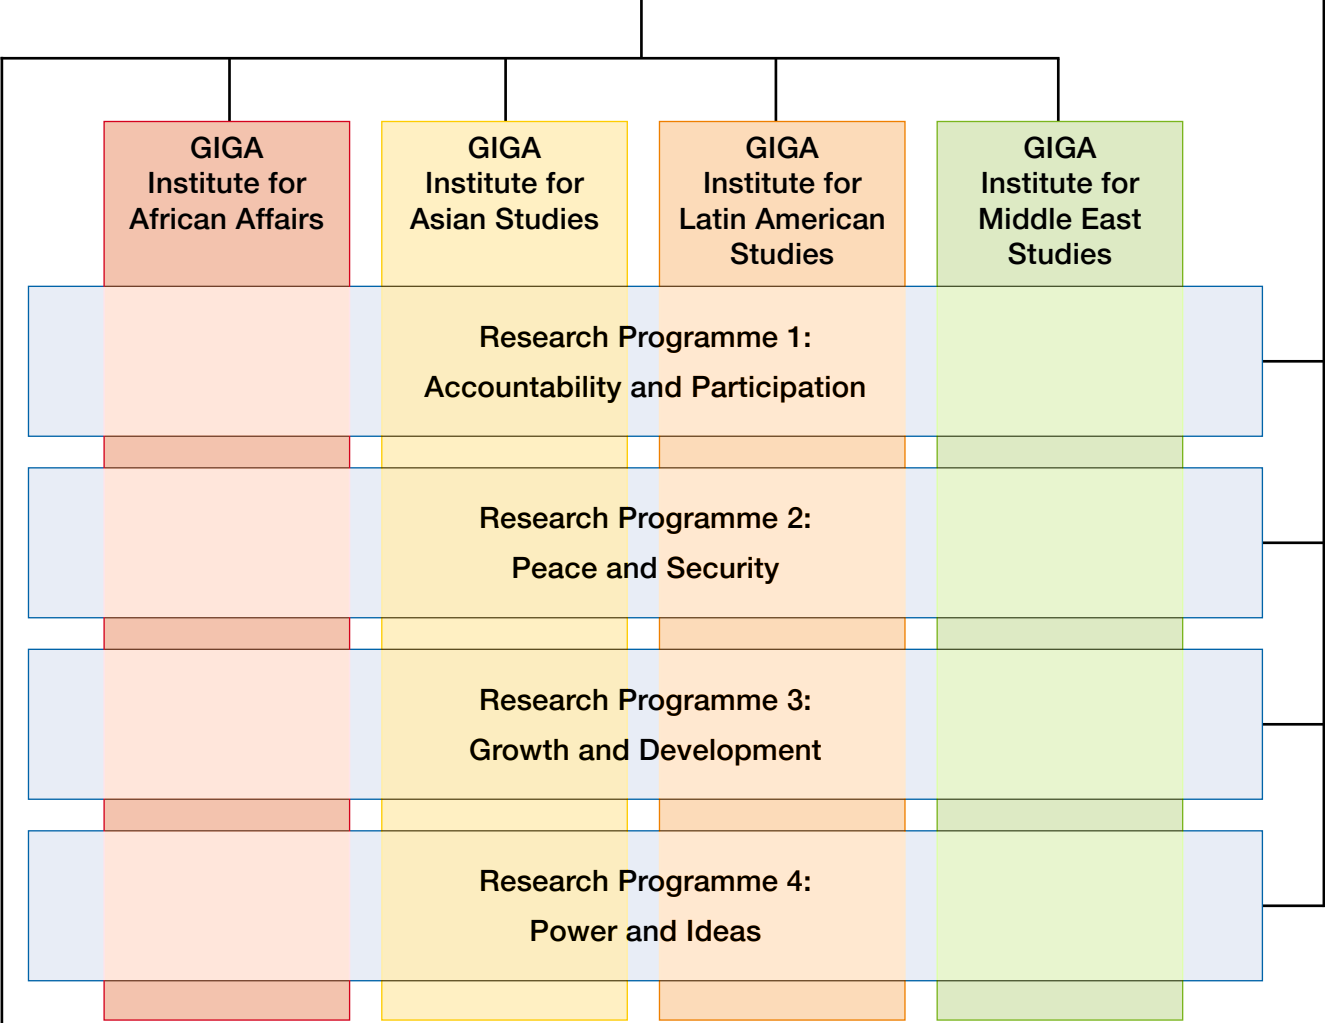 GIGA
Institute for
African Affairs
GIGA
Institute for
Asian Studies
GIGA
Institute for
Latin American
Studies
GIGA
Institute for
Middle East
Studies
Research Programme 1:
Accountability and Participation
Research Programme 2:
Peace and Security
Research Programme 3:
Growth and Development
Research Programme 4:
Power and Ideas